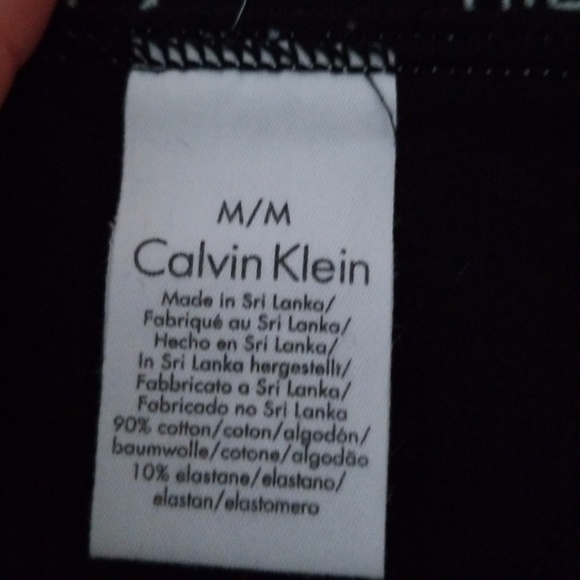 M/M
Calvin Klein
Made in Sri Lanka/
Fabriqué au Sri Lanka/
Hecho en Sri Lanka/
In Sri Lanka hergestellt/
Fabbricato a Sri Lanka/
Fabricado no Sri Lanka
90% cotton/coton/algodón/
baumwolle/cotone/algodão
10% elastane/elastano/
elastan/elastomero